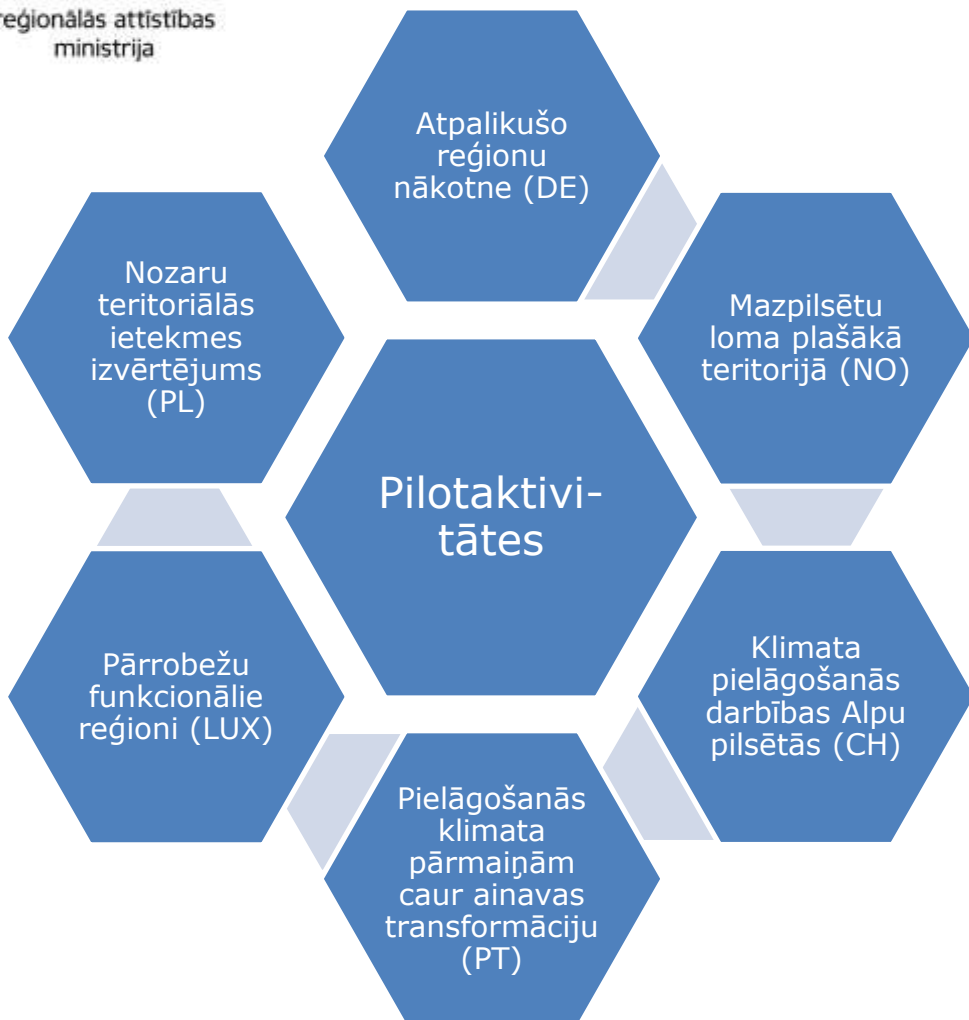 reģionālās attīstības
ministrija
Atpalikušo
reģionu
nākotne (DE)
Mazpilsētu
loma plašākā
teritorijā (NO)
Klimata
pielāgošanās
darbības Alpu
pilsētās (CH)
Pielāgošanās
klimata
pārmaiņām
caur ainavas
transformāciju
(PT)
Pārrobežu
funkcionālie
reģioni (LUX)
Nozaru
teritoriālās
ietekmes
izvērtējums
(PL)
Pilotaktivi-
tātes